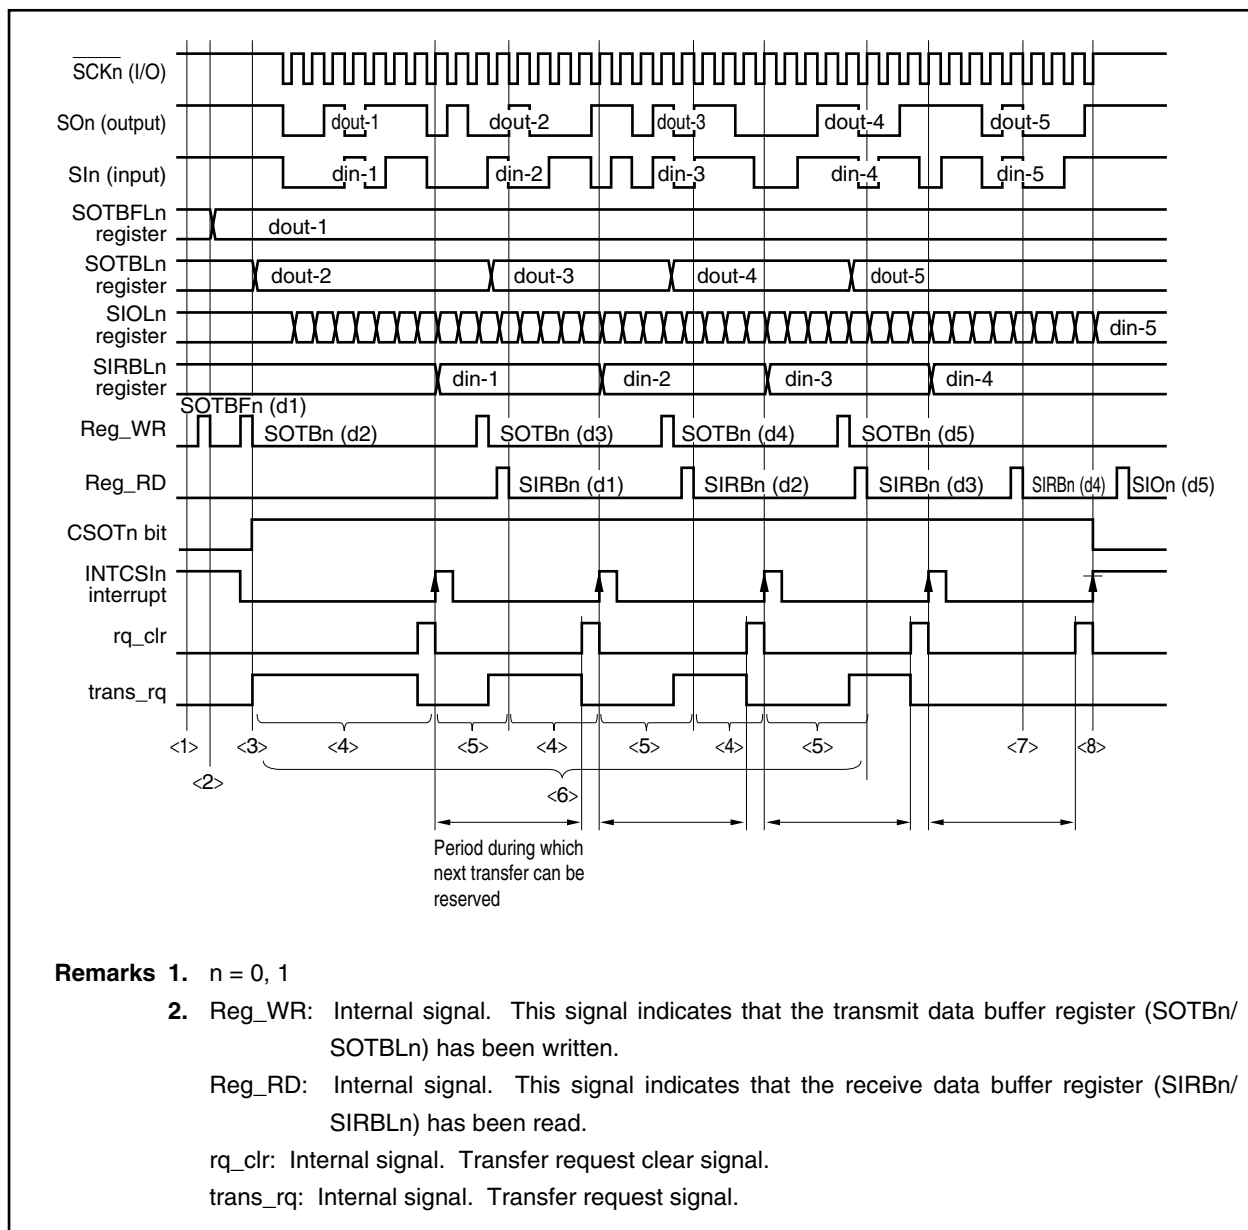 SCKn (I/O)
SOn (output) dout-1 dout-2 dout-3 dout-4 dout-5
SIn (input) din-1 din-2 din-3 din-4 din-5
SOTBFLn
register dout-1
SOTBLn
register dout-2 dout-3 dout-4 dout-5
SIOLn
register din-5
SIRBLn
register din-1 din-2 din-3 din-4
SOTBFn (d1)
Reg_WR SOTBn (d2) SOTBn (d3) SOTBn (d4) SOTBn (d5)
Reg_RD SIRBn (d1) SIRBn (d2) SIRBn (d3) SIRBn (d4) SIOn (d5)
CSOTn bit
INTCSIn
interrupt
rq_clr
trans_rq
<1> <3> <4> <5> <4> <5> <4> <5> <7> <8>
<2> <6>
Period during which
next transfer can be
reserved
Remarks 1. n = 0, 1
2. Reg_WR: Internal signal. This signal indicates that the transmit data buffer register (SOTBn/
SOTBLn) has been written.
Reg_RD: Internal signal. This signal indicates that the receive data buffer register (SIRBn/
SIRBLn) has been read.
rq_clr: Internal signal. Transfer request clear signal.
trans_rq: Internal signal. Transfer request signal.